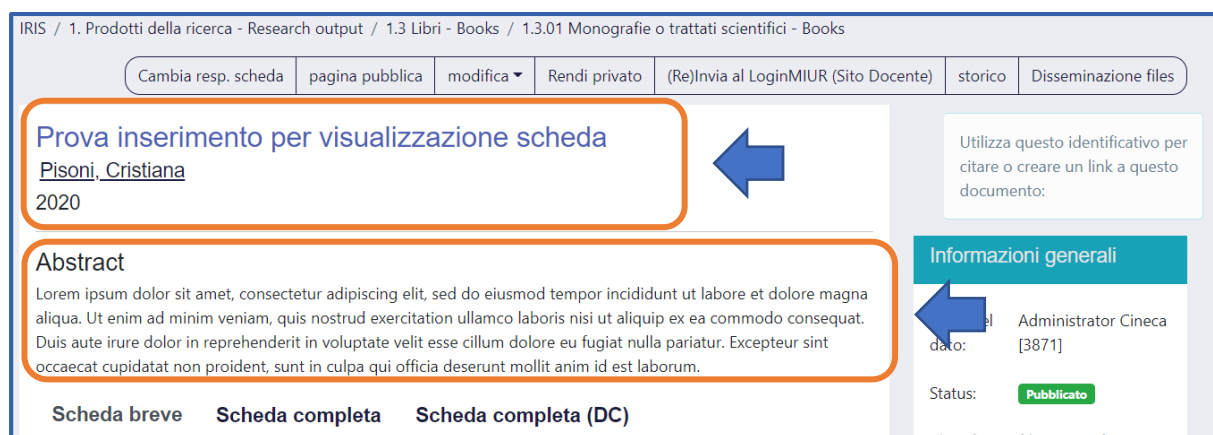 IRIS / 1. Prodotti della ricerca - Research output / 1.3 Libri - Books / 1.3.01 Monografie o trattati scientifici - Books
Cambia resp. scheda pagina pubblica modifica Rendi privato (Re)Invia al LoginMIUR (Sito Docente) storico Disseminazione files
Prova inserimento per visualizzazione scheda
Pisoni, Cristiana
2020
Utilizza questo identificativo per
citare o creare un link a questo
documento:
Abstract
Lorem ipsum dolor sit amet, consectetur adipiscing elit, sed do eiusmod tempor incididunt ut labore et dolore magna
aliqua. Ut enim ad minim veniam, quis nostrud exercitation ullamco laboris nisi ut aliquip ex ea commodo consequat.
Duis aute irure dolor in reprehenderit in voluptate velit esse cillum dolore eu fugiat nulla pariatur. Excepteur sint
occaecat cupidatat non proident, sunt in culpa qui officia deserunt mollit anim id est laborum.
Scheda breve Scheda completa Scheda completa (DC)
Informazioni generali
Administrator Cineca
[3871]
Status: Pubblicato